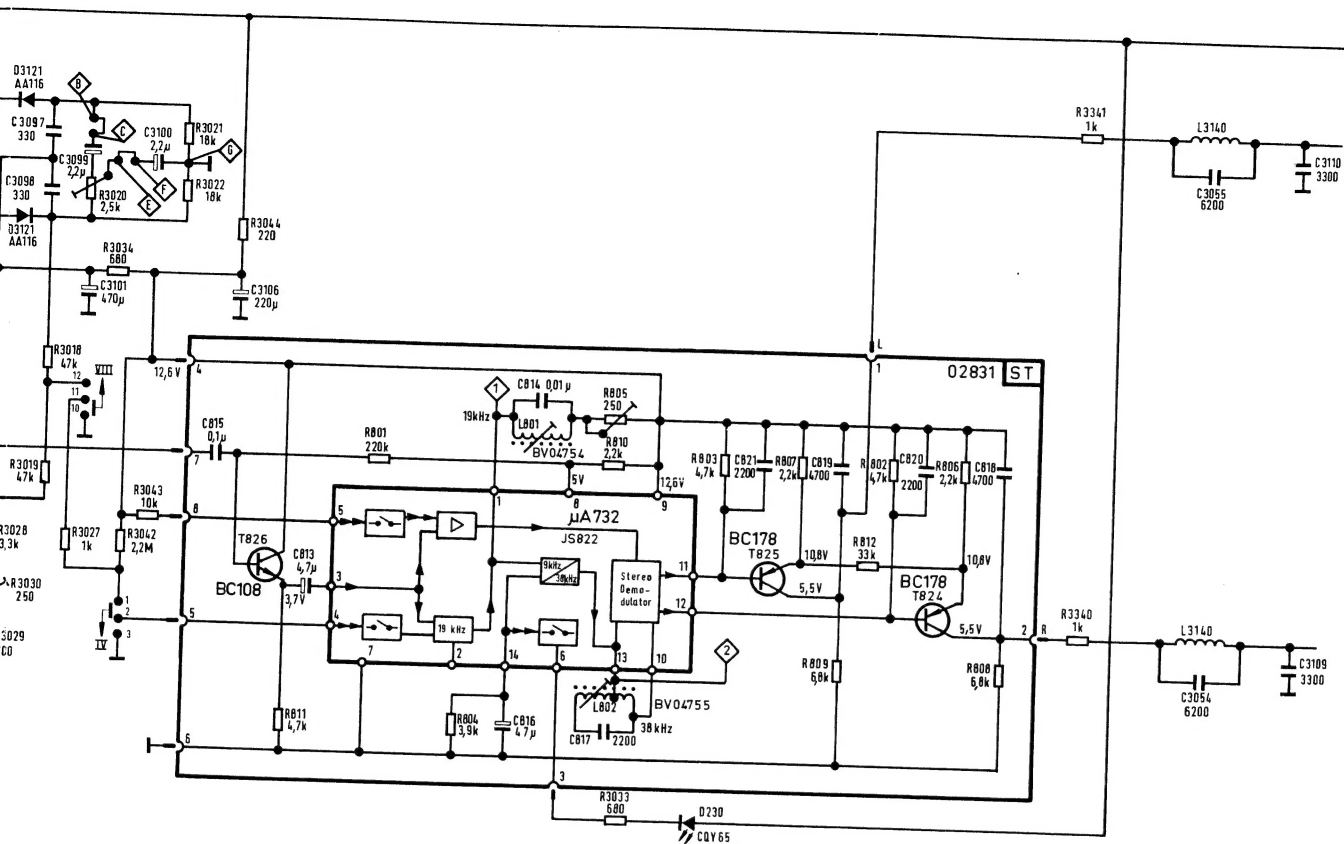 D3121
AA116
B
C3097
330
C
C3100
2,2µ
R3021
18k
G
C3099
2,2µ
C3098
330
R3020
2,5k
F
E
R3022
18k
D3121
AA116
R3044
220
R3034
680
C3101
470µ
C3106
220µ
R3341
1k
L3140
C3055
6200
C3110
3300
R3018
47k
VIII
12
11
10
12,6V
4
L
1
02831
ST
C815
0,1µ
7
R801
220k
1
19kHz
C814 0,01µ
L801
BV04754
R805
250
R810
2,2k
5V
8
12,6V
9
1
R803
4,7k
C821
2200
R807
2,2k
C819
4700
R802
4,7k
C820
2200
R806
2,2k
C818
4700
R3019
47k
R3043
10k
8
R3042
2,2M
R3027
1k
3,3k
R3030
250
1
2
3
IV
5
T826
BC108
C813
4,7µ
3,7V
5
3
4
µA732
JS822
38kHz
Stereo
Demo-
dulator
19 kHz
11
12
7
2
14
6
13
10
BC178
T825
10,8V
5,5V
R812
33k
BC178
T824
10,8V
5,5V
2
R
R3340
1k
L3140
C3054
6200
C3109
3300
R809
6,8k
R808
6,8k
2
L802
BV04755
38kHz
C817
2200
R811
4,7k
R804
3,9k
C816
47µ
6
3
R3033
680
D230
CQY65